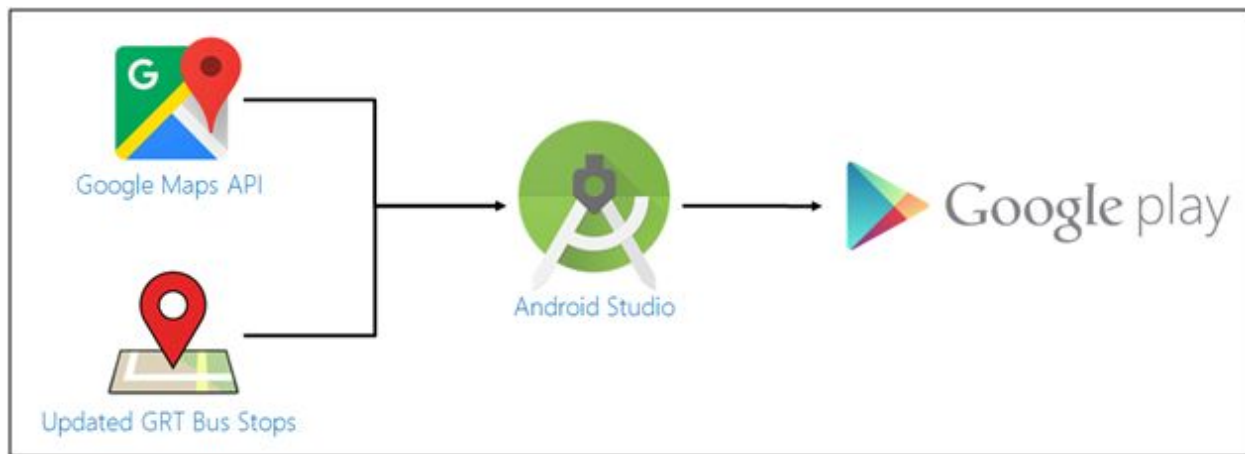 G
Google Maps API
Updated GRT Bus Stops
Android Studio
Google play